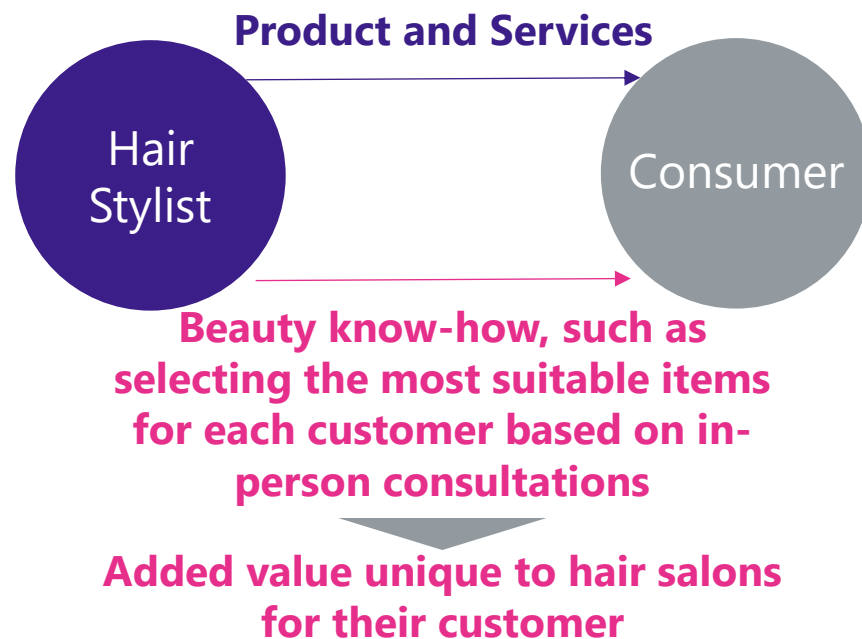 Product and Services
Hair
Stylist
Consumer
Beauty know-how, such as
selecting the most suitable items
for each customer based on in-
person consultations
Added value unique to hair salons
for their customer